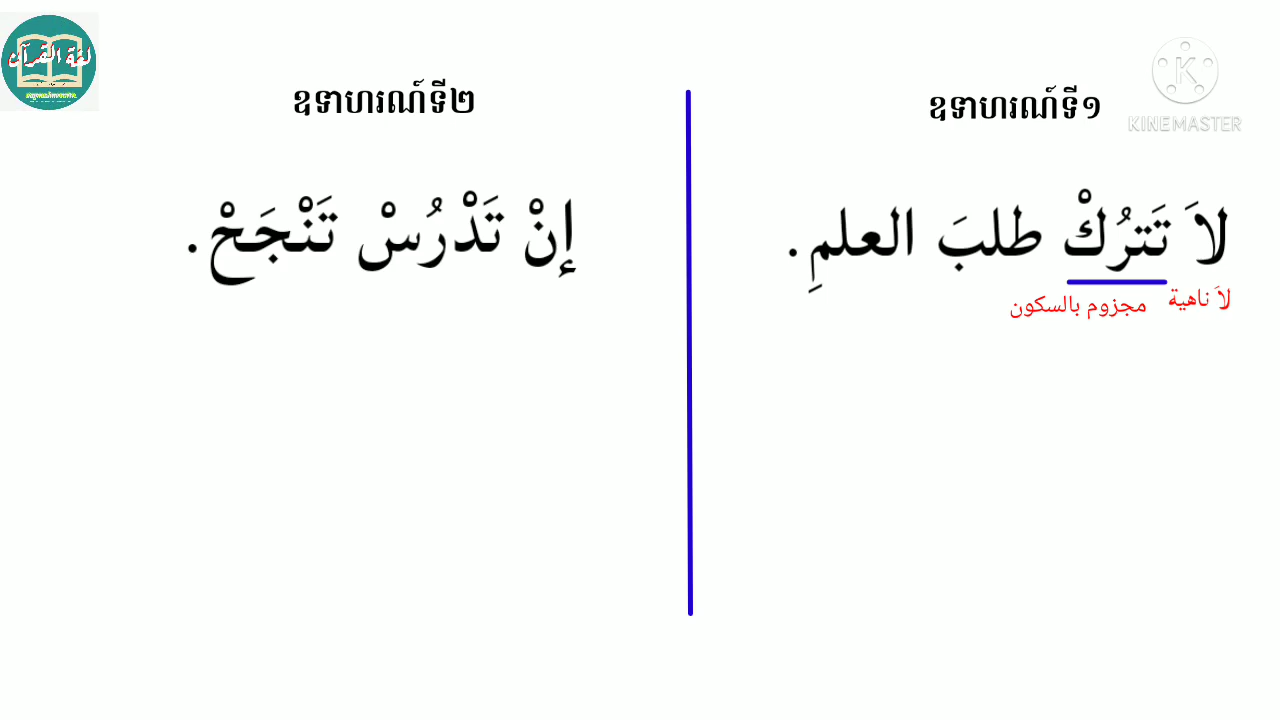 لغة القرآن
ឧទាហរណ៍ទី១
KINEMASTER
لاَ تَترُكْ طلبَ العلمِ.
لاَ ناهية
مجزوم بالسكون
ឧទាហរណ៍ទី២
إنْ تَدْرُسْ تَنْجَحْ.